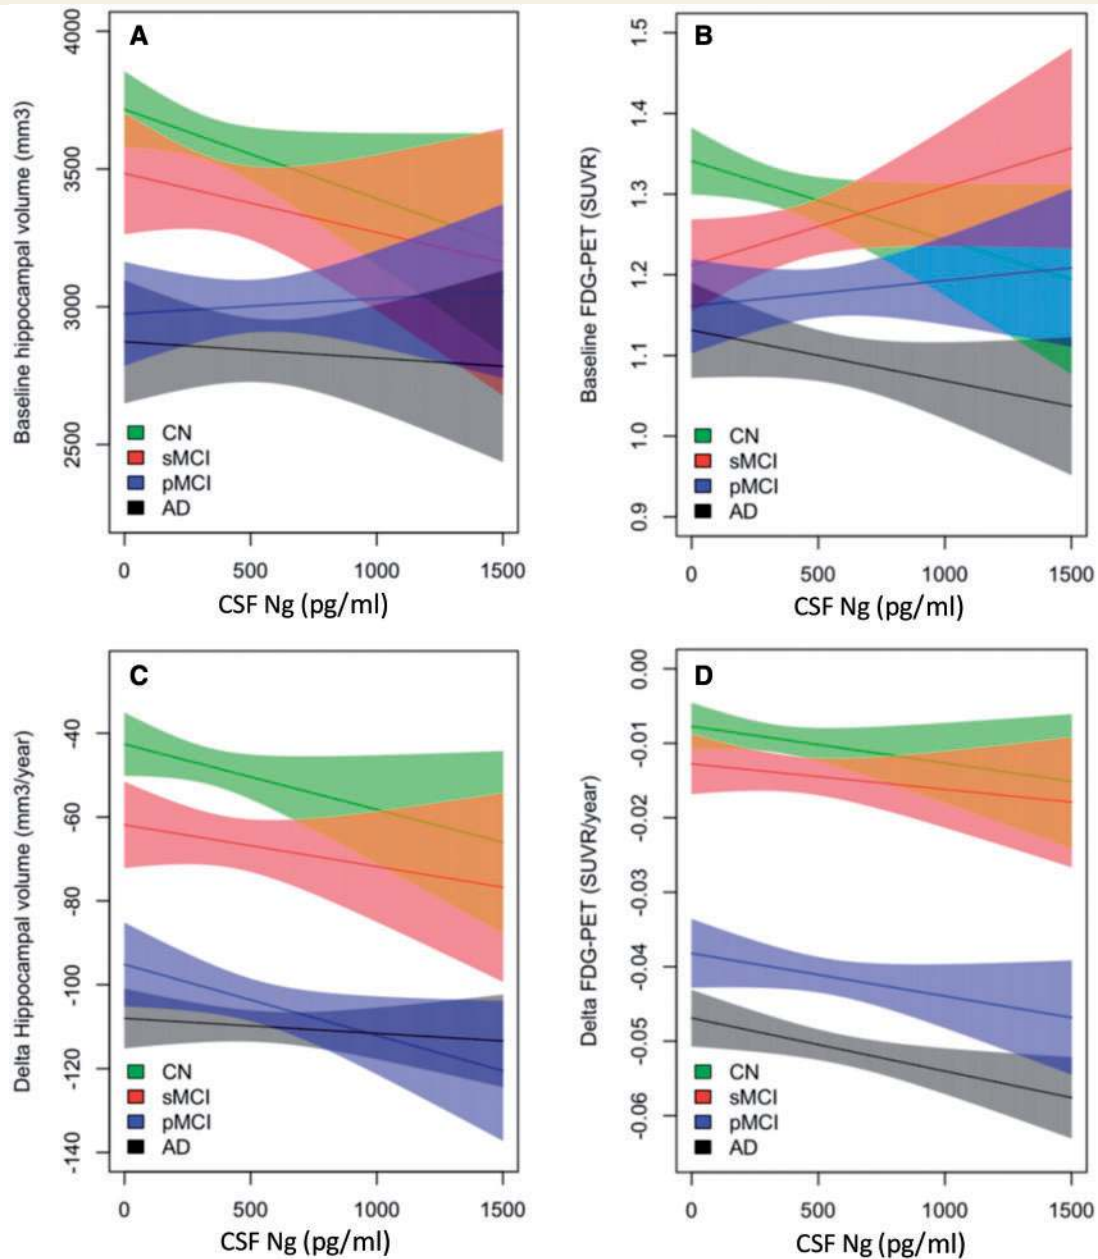 A
Baseline hippocampal volume (mm3)
4000
3500
3000
2500
CN
sMCI
pMCI
AD
0 500 1000 1500
CSF Ng (pg/ml)
B
Baseline FDG-PET (SUVR)
1.5
1.4
1.3
1.2
1.1
1.0
0.9
CN
sMCI
pMCI
AD
0 500 1000 1500
CSF Ng (pg/ml)
C
Delta Hippocampal volume (mm3/year)
-40
-60
-80
-100
-120
-140
CN
sMCI
pMCI
AD
0 500 1000 1500
CSF Ng (pg/ml)
D
Delta FDG-PET (SUVR/year)
0.00
-0.01
-0.02
-0.03
-0.04
-0.05
-0.06
CN
sMCI
pMCI
AD
0 500 1000 1500
CSF Ng (pg/ml)